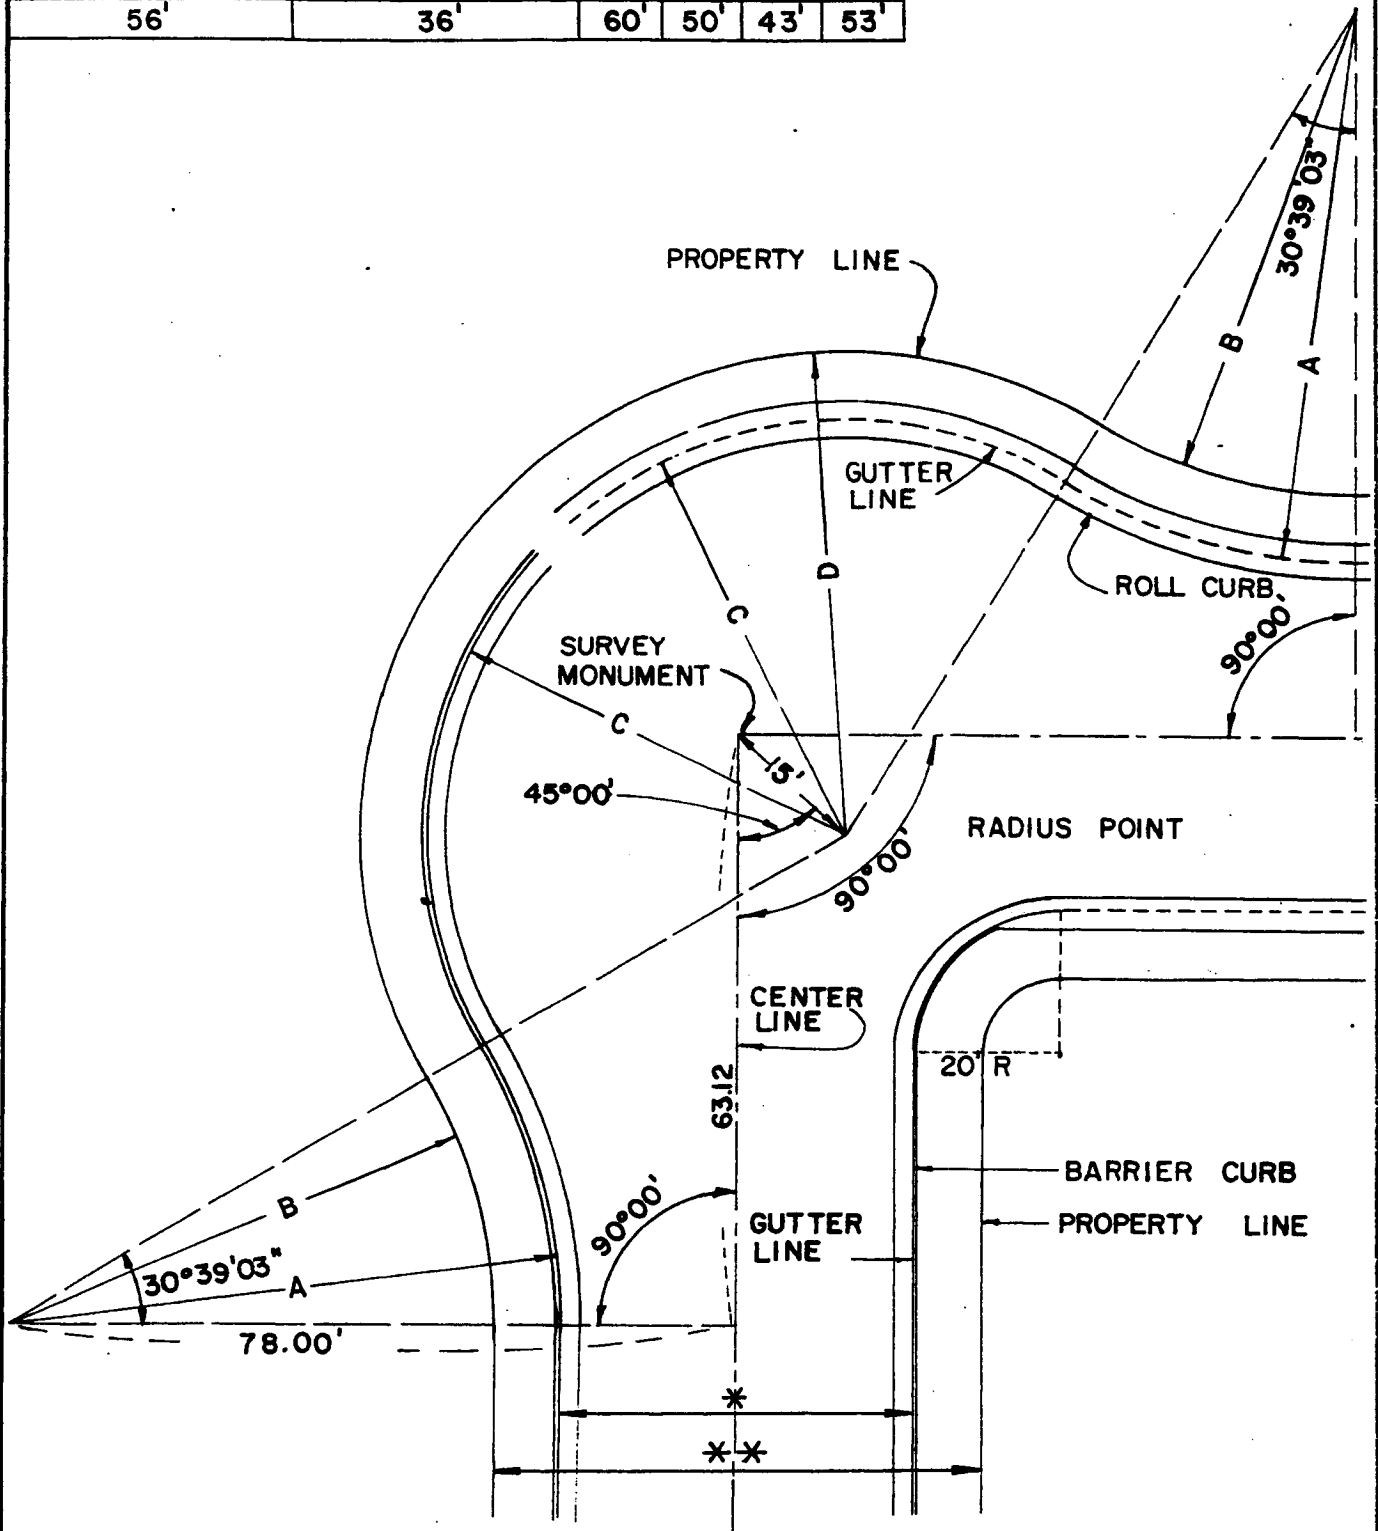 56' 36' 60' 50' 43' 53'
30°39'03"
PROPERTY LINE
B
A
GUTTER
LINE
D
C
ROLL CURB
90°00'
SURVEY
MONUMENT
C
15'
45°00'
RADIUS POINT
90°00'
CENTER
LINE
20' R
63.12
BARRIER CURB
B
90°00'
GUTTER
LINE
PROPERTY LINE
30°39'03"
A
78.00'
*
**